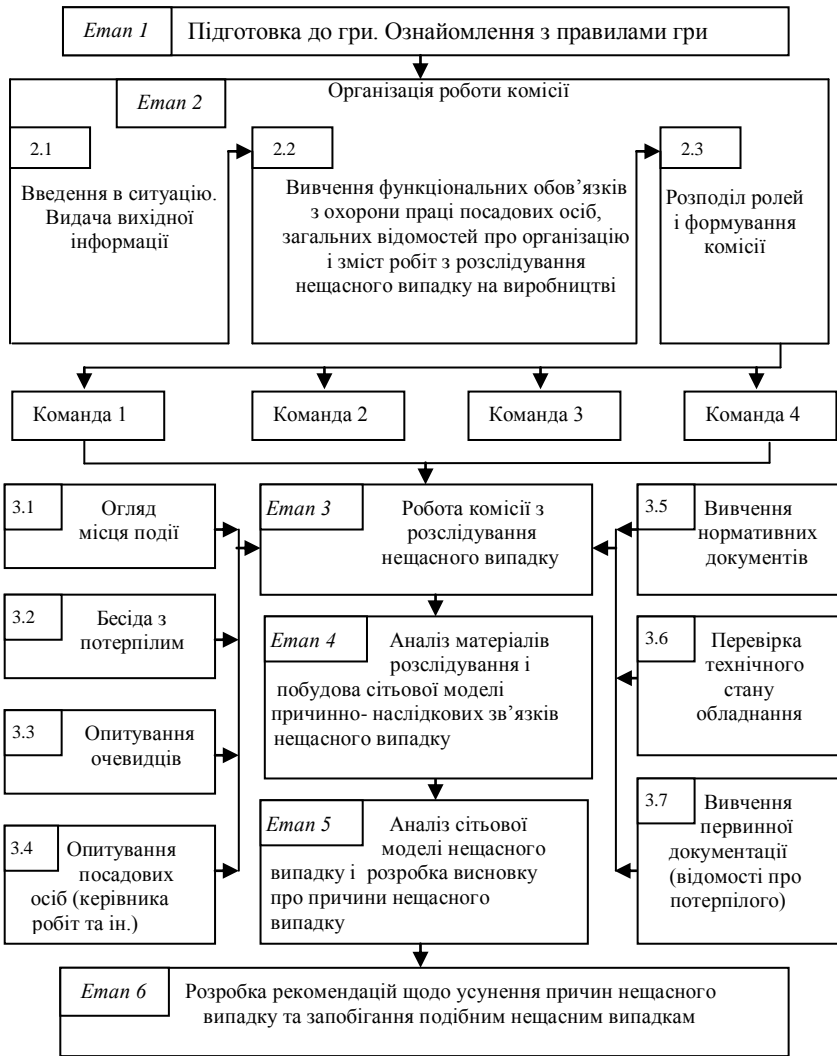 Етап 1 Підготовка до гри. Ознайомлення з правилами гри
Етап 2
Організація роботи комісії
2.1
Введення в ситуацію.
Видача вихідної
інформації
2.2
Вивчення функціональних обов’язків
з охорони праці посадових осіб,
загальних відомостей про організацію
і зміст робіт з розслідування
нещасного випадку на виробництві
2.3
Розподіл ролей
і формування
комісії
Команда 1
Команда 2
Команда 3
Команда 4
3.1 Огляд
місця події
3.2 Бесіда з
потерпілим
3.3 Опитування
очевидців
3.4 Опитування
посадових
осіб (керівника
робіт та ін.)
Етап 3 Робота комісії з
розслідування
нещасного випадку
Етап 4 Аналіз матеріалів
розслідування і
побудова сітьової моделі
причинно- наслідкових зв’язків
нещасного випадку
Етап 5 Аналіз сітьової
моделі нещасного
випадку і розробка висновку
про причини нещасного
випадку
3.5 Вивчення
нормативних
документів
3.6 Перевірка
технічного
стану
обладнання
3.7 Вивчення
первинної
документації
(відомості про
потерпілого)
Етап 6 Розробка рекомендацій щодо усунення причин нещасного
випадку та запобігання подібним нещасним випадкам